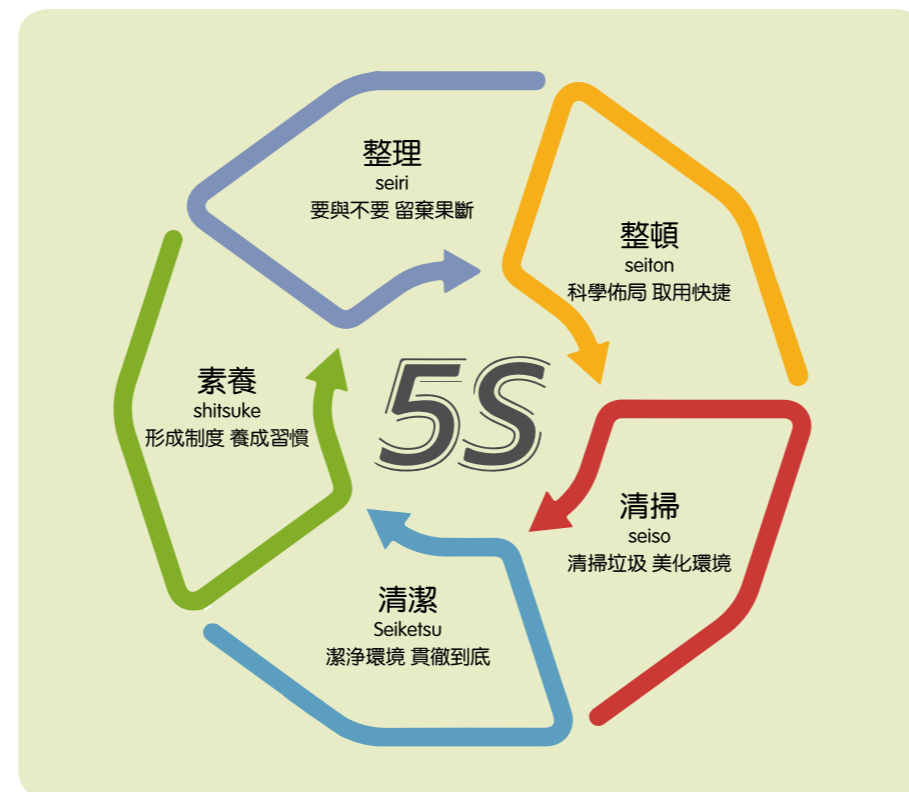 整理
seiri
要與不要 留棄果斷
整頓
seiton
科學佈局 取用快捷
清掃
seiso
清掃垃圾 美化環境
清潔
Seiketsu
潔淨環境 貫徹到底
素養
shitsuke
形成制度 養成習慣
5S